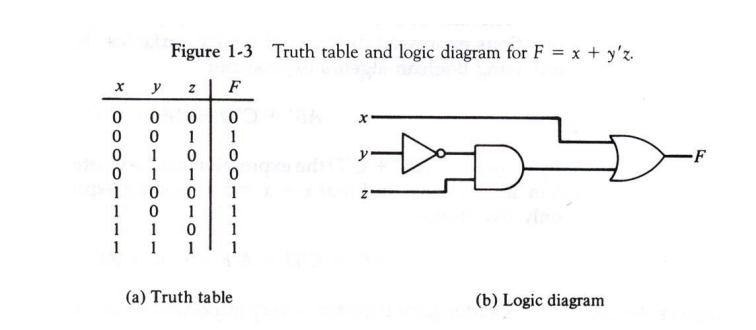 Figure 1-3 Truth table and logic diagram for F = x + y'z.
x y z F
0 0 0 0
0 0 1 1
0 1 0 0
0 1 1 0
1 0 0 1
1 0 1 1
1 1 0 1
1 1 1 1
(a) Truth table
x
y
z
F
(b) Logic diagram